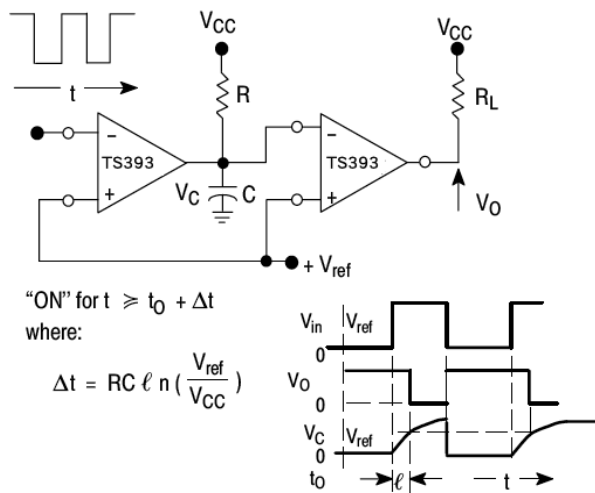 t
VCC
R
−
TS393
+
VC
C
−
TS393
+
VCC
RL
VO
+ Vref
"ON" for t ⩾ tO + Δt
where:
Δt = RC ℓ n ( Vref / VCC )
Vin
Vref
0
VO
0
VC
Vref
0
tO
ℓ
t